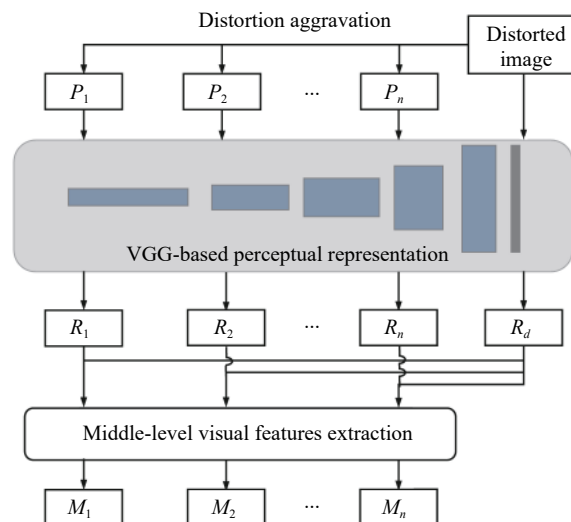 Distortion aggravation
Distorted
image
P₁ P₂ ... Pₙ
VGG-based perceptual representation
R₁ R₂ ... Rₙ R_d
Middle-level visual features extraction
M₁ M₂ ... Mₙ